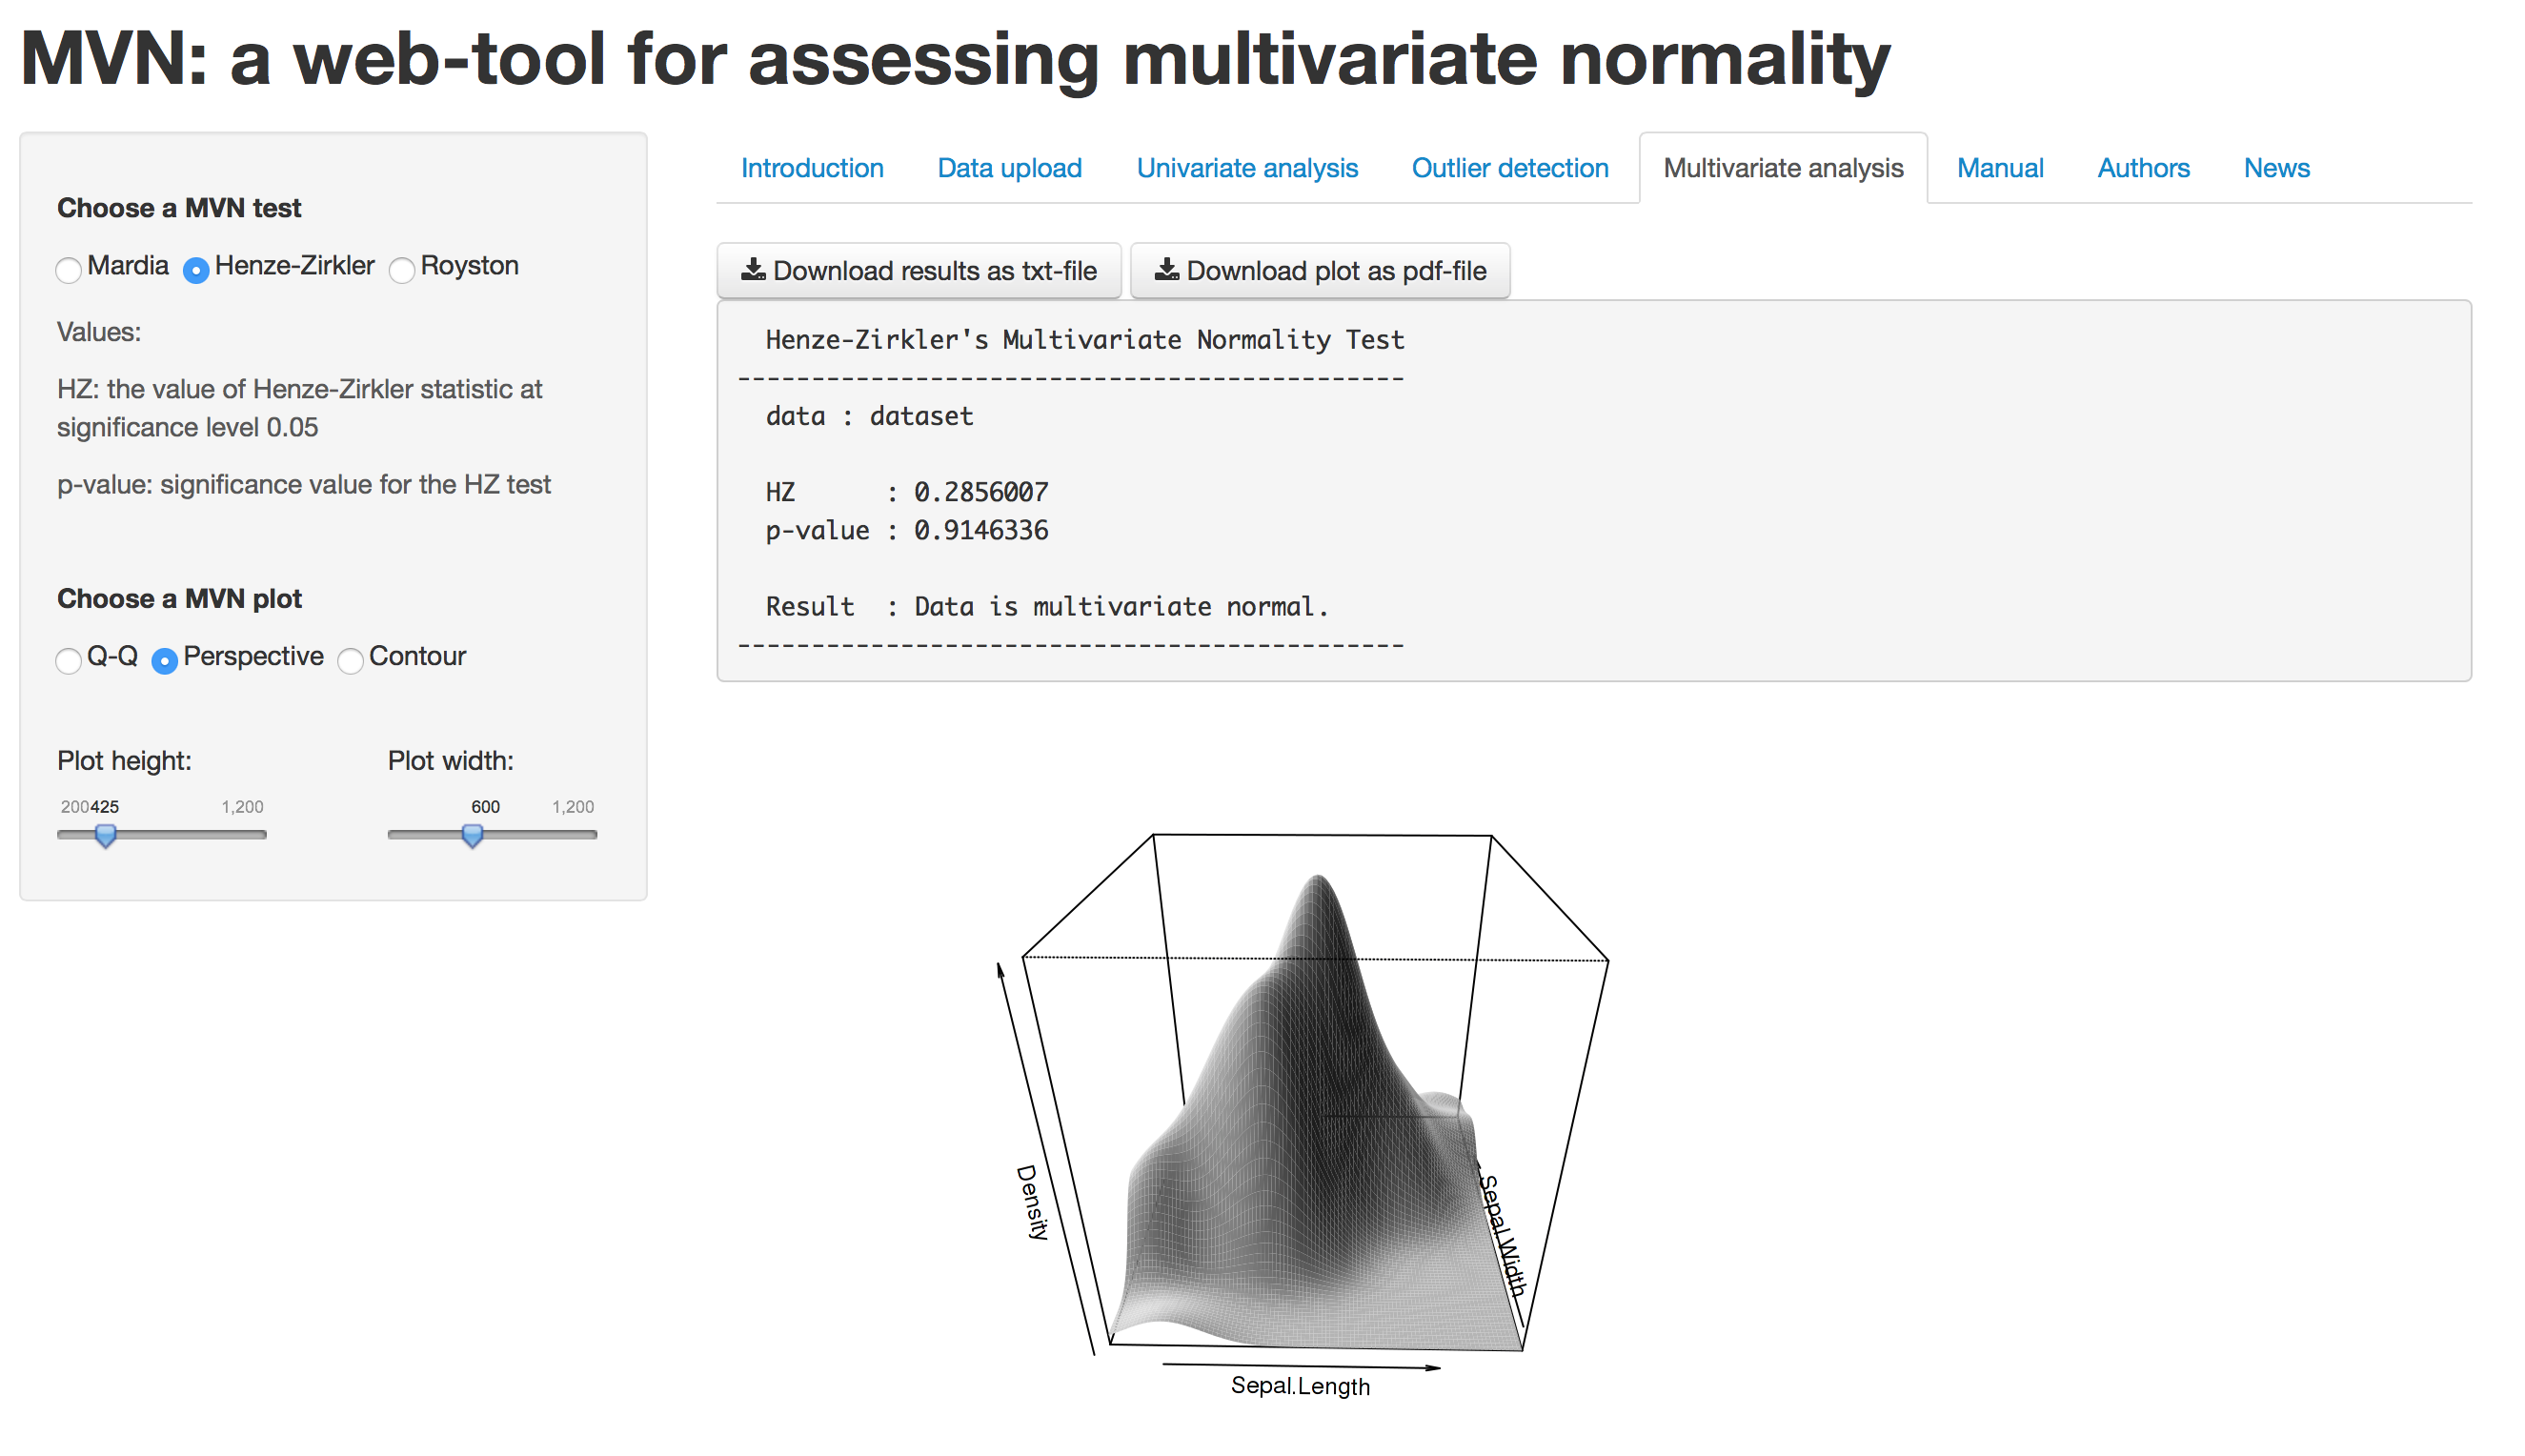 MVN: a web-tool for assessing multivariate normality
Choose a MVN test
Mardia Henze-Zirkler Royston
Values:
HZ: the value of Henze-Zirkler statistic at
significance level 0.05
p-value: significance value for the HZ test
Choose a MVN plot
Q-Q Perspective Contour
Plot height: Plot width:
200 425 1,200 600 1,200
Introduction Data upload Univariate analysis Outlier detection Multivariate analysis Manual Authors News
Download results as txt-file Download plot as pdf-file
Henze-Zirkler's Multivariate Normality Test
---------------------------------------------
data : dataset
HZ : 0.2856007
p-value : 0.9146336
Result : Data is multivariate normal.
---------------------------------------------
Density
Sepal.Width
Sepal.Length